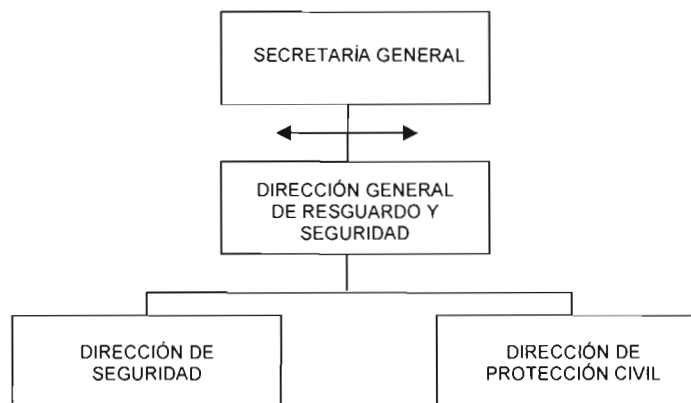 SECRETARÍA GENERAL
DIRECCIÓN GENERAL
DE RESGUARDO Y
SEGURIDAD
DIRECCIÓN DE
SEGURIDAD
DIRECCIÓN DE
PROTECCIÓN CIVIL